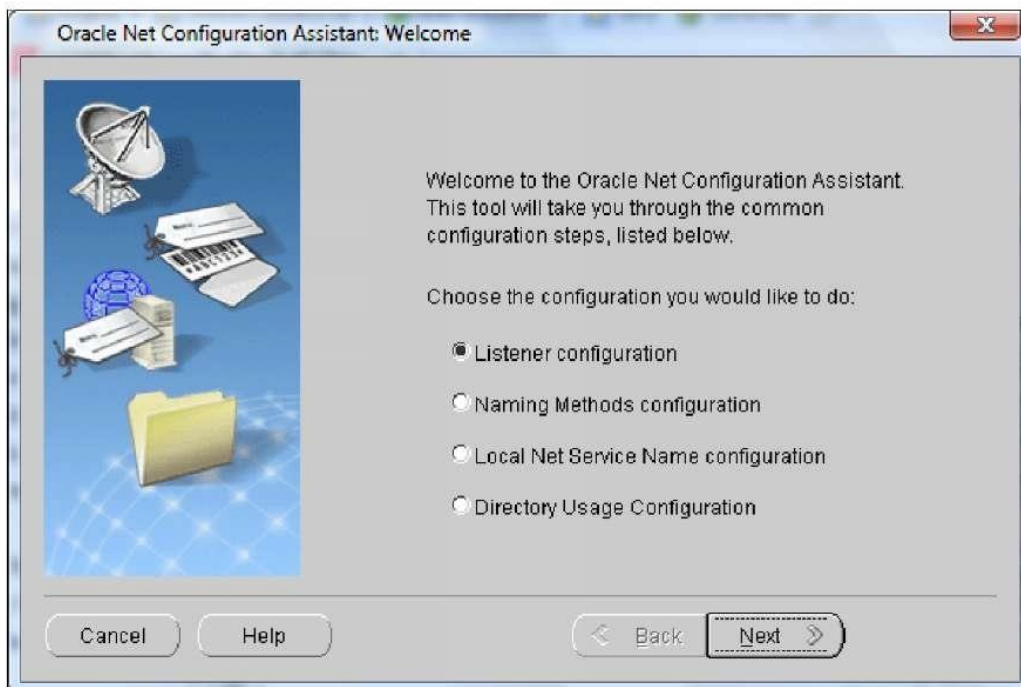 Oracle Net Configuration Assistant: Welcome
Welcome to the Oracle Net Configuration Assistant.
This tool will take you through the common
configuration steps, listed below.
Choose the configuration you would like to do:
Listener configuration
Naming Methods configuration
Local Net Service Name configuration
Directory Usage Configuration
Cancel
Help
Back
Next